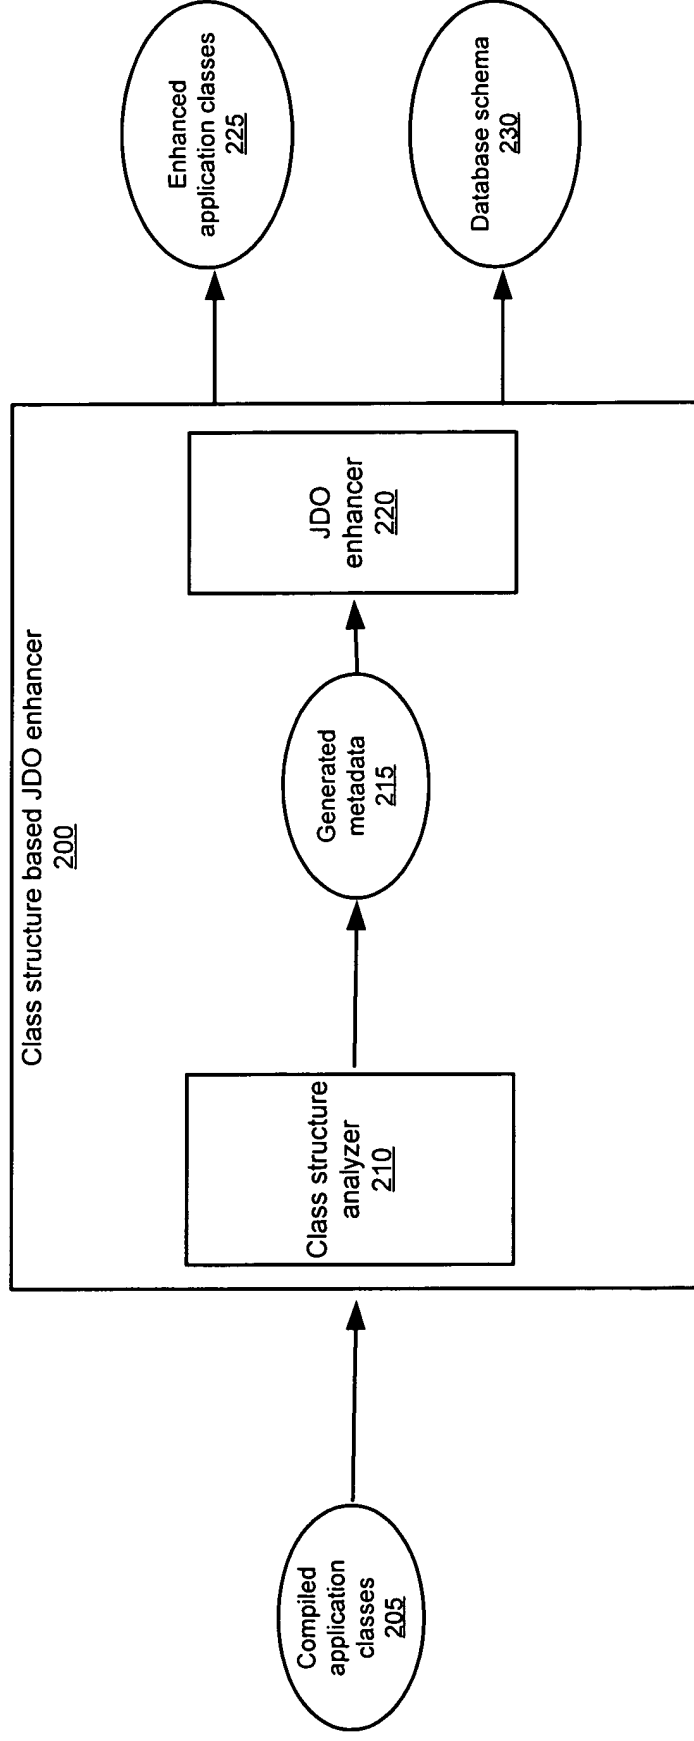 Class structure based JDO enhancer
200
Compiled
application
classes
205
Class structure
analyzer
210
Generated
metadata
215
JDO
enhancer
220
Enhanced
application classes
225
Database schema
230